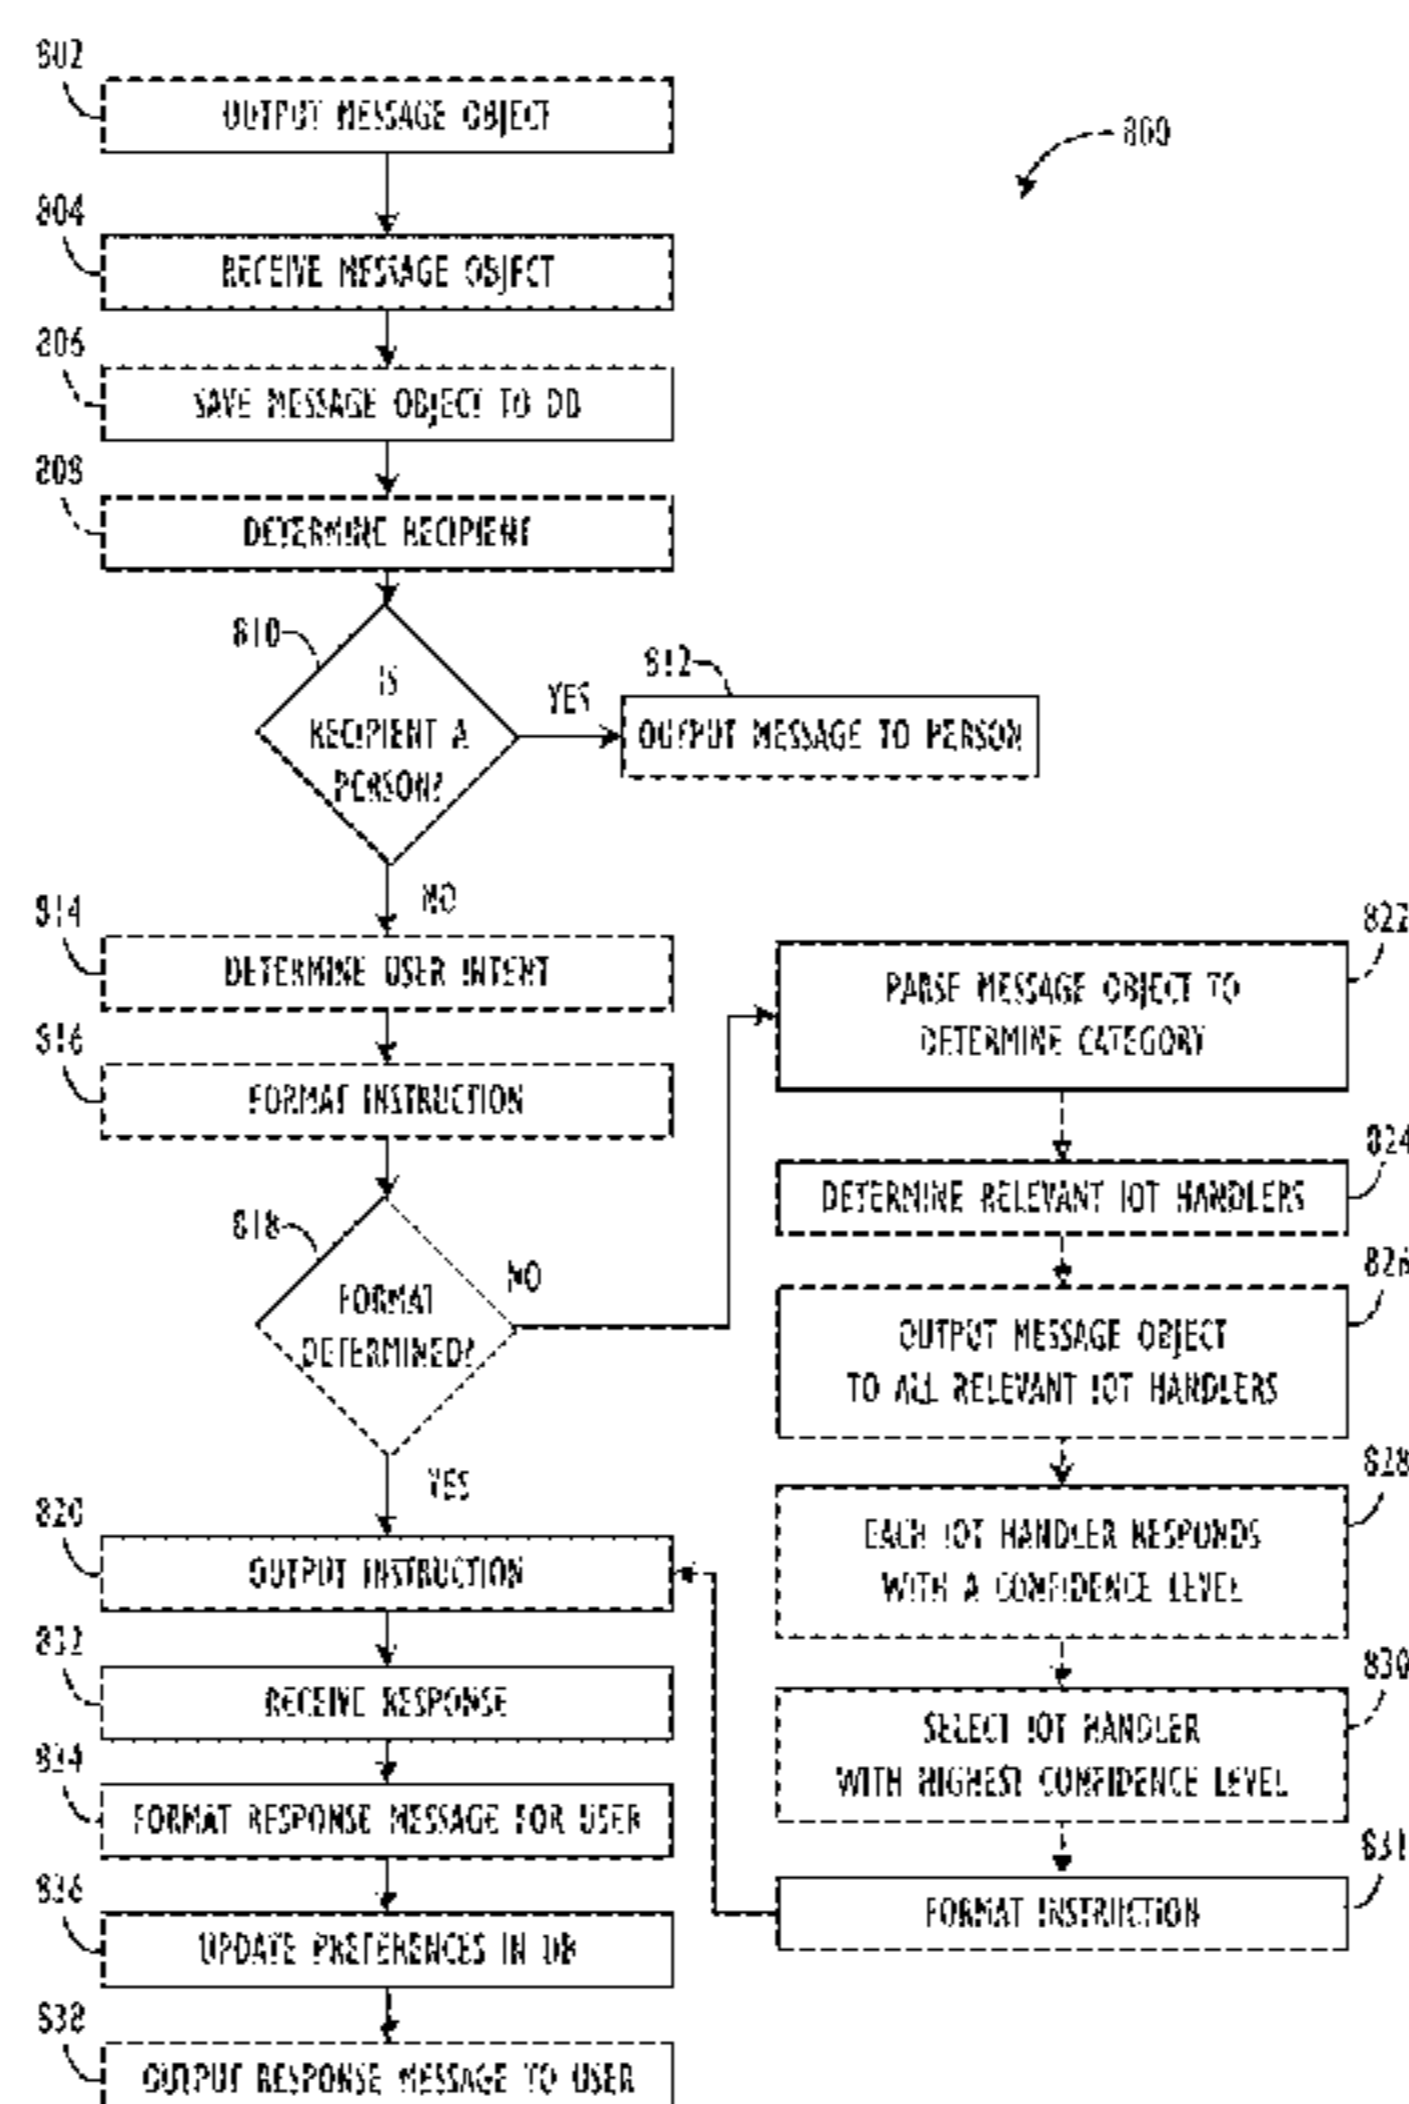 802
OUTPUT MESSAGE OBJECT
800
804
RECEIVE MESSAGE OBJECT
806
SAVE MESSAGE OBJECT TO DB
808
DETERMINE RECIPIENT
810
IS
RECIPIENT A
PERSON?
YES
812
OUTPUT MESSAGE TO PERSON
NO
814
DETERMINE USER INTENT
816
FORMAT INSTRUCTION
818
FORMAT
DETERMINED?
NO
YES
822
PARSE MESSAGE OBJECT TO
DETERMINE CATEGORY
824
DETERMINE RELEVANT IOT HANDLERS
826
OUTPUT MESSAGE OBJECT
TO ALL RELEVANT IOT HANDLERS
828
EACH IOT HANDLER RESPONDS
WITH A CONFIDENCE LEVEL
830
SELECT IOT HANDLER
WITH HIGHEST CONFIDENCE LEVEL
831
FORMAT INSTRUCTION
820
OUTPUT INSTRUCTION
832
RECEIVE RESPONSE
834
FORMAT RESPONSE MESSAGE FOR USER
836
UPDATE PREFERENCES IN DB
838
OUTPUT RESPONSE MESSAGE TO USER